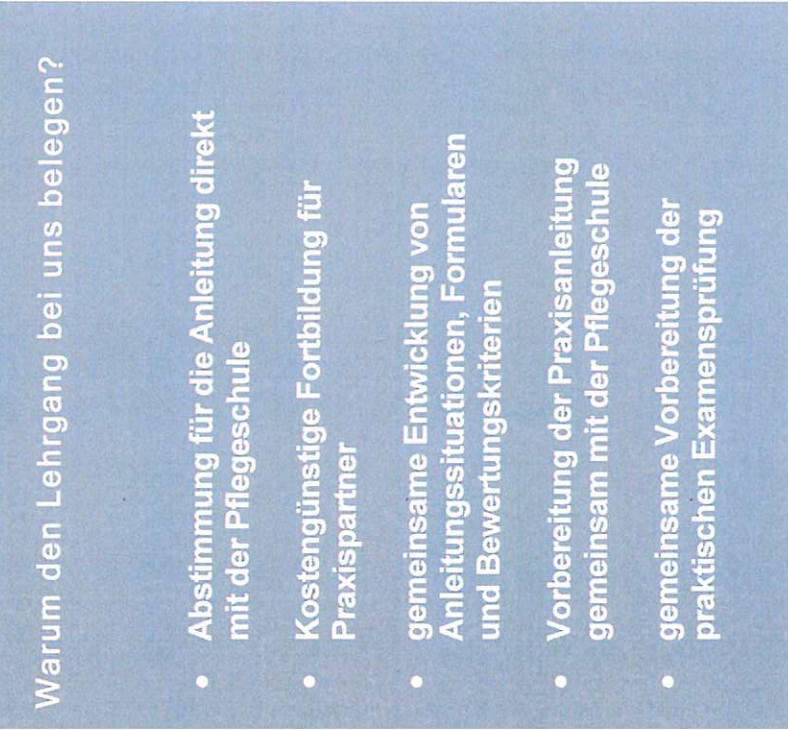 Warum den Lehrgang bei uns belegen?
• Abstimmung für die Anleitung direkt
mit der Pflegeschule
• Kostengünstige Fortbildung für
Praxispartner
• gemeinsame Entwicklung von
Anleitungssituationen, Formularen
und Bewertungskriterien
• Vorbereitung der Praxisanleitung
gemeinsam mit der Pflegeschule
• gemeinsame Vorbereitung der
praktischen Examensprüfung